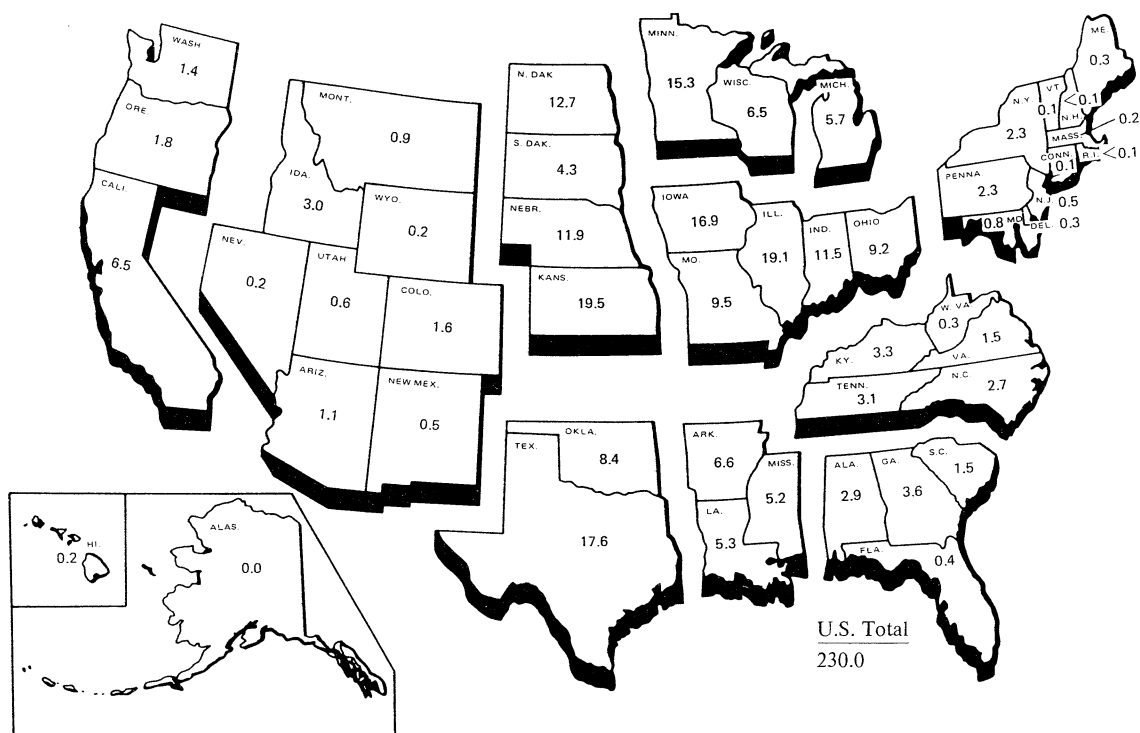 WASH
1.4
ORE.
1.8
CALI.
6.5
MONT.
0.9
IDA.
3.0
WYO.
0.2
NEV.
0.2
UTAH
0.6
COLO.
1.6
ARIZ.
1.1
NEW MEX.
0.5
N. DAK
12.7
S. DAK.
4.3
NEBR.
11.9
KANS.
19.5
OKLA.
8.4
TEX.
17.6
MINN.
15.3
WISC.
6.5
MICH.
5.7
IOWA
16.9
MO.
9.5
ILL.
19.1
IND.
11.5
OHIO
9.2
ARK.
6.6
LA.
5.3
MISS.
5.2
ALA.
2.9
GA.
3.6
S.C.
1.5
FLA.
0.4
KY.
3.3
TENN.
3.1
W. VA.
0.3
VA.
1.5
N.C.
2.7
ME.
0.3
VT.
0.1
N.H.
<0.1
N.Y.
2.3
MASS.
0.2
CONN.
0.1
R.I.
<0.1
PENNA.
2.3
N.J. 0.5
0.8 MD.
DEL. 0.3
HI.
0.2
ALAS.
0.0
U.S. Total
230.0